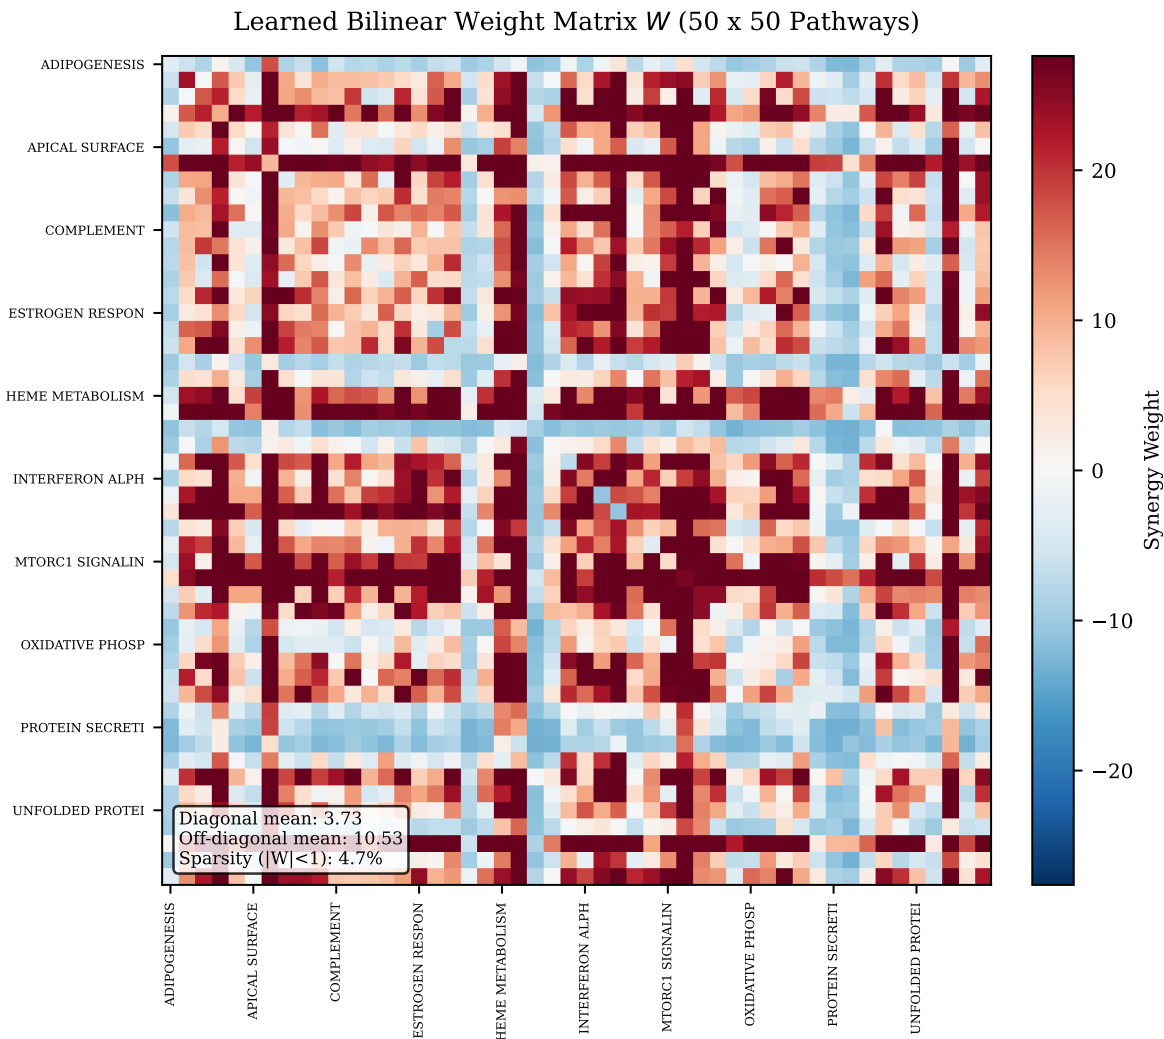 Learned Bilinear Weight Matrix W (50 x 50 Pathways)
ADIPOGENESIS
APICAL SURFACE
COMPLEMENT
ESTROGEN RESPON
HEME METABOLISM
INTERFERON ALPH
MTORC1 SIGNALIN
OXIDATIVE PHOSP
PROTEIN SECRETI
UNFOLDED PROTEI
Diagonal mean: 3.73
Off-diagonal mean: 10.53
Sparsity (|W|<1): 4.7%
ADIPOGENESIS
APICAL SURFACE
COMPLEMENT
ESTROGEN RESPON
HEME METABOLISM
INTERFERON ALPH
MTORC1 SIGNALIN
OXIDATIVE PHOSP
PROTEIN SECRETI
UNFOLDED PROTEI
20
10
0
−10
−20
Synergy Weight